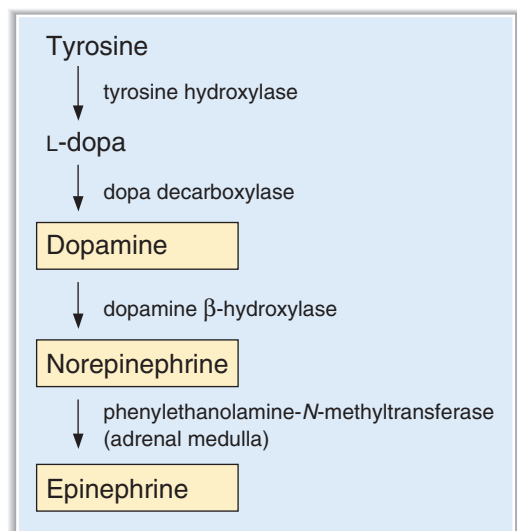 Tyrosine
tyrosine hydroxylase
L-dopa
dopa decarboxylase
Dopamine
dopamine β-hydroxylase
Norepinephrine
phenylethanolamine-N-methyltransferase
(adrenal medulla)
Epinephrine